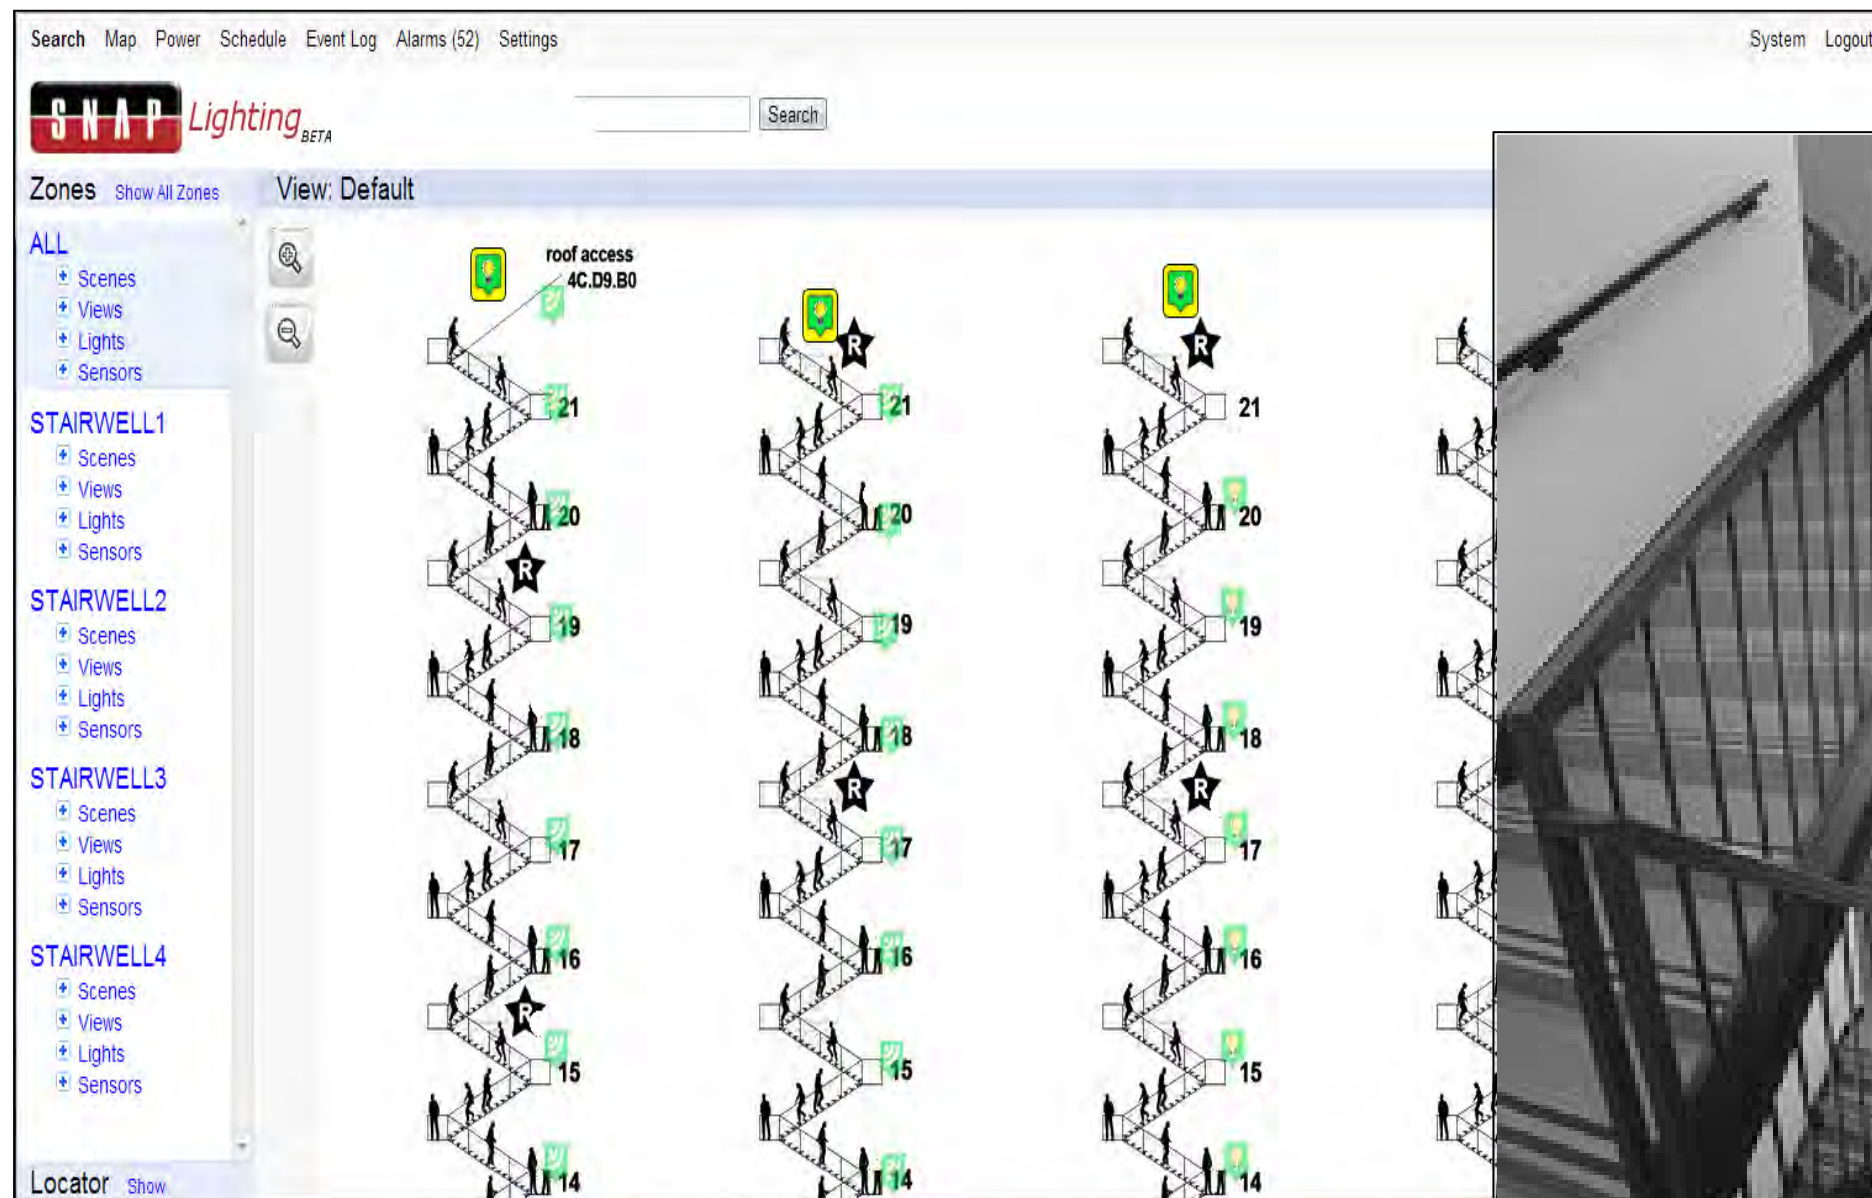 Search Map Power Schedule Event Log Alarms (52) Settings System Logout
SNAP Lighting BETA
Search
Zones Show All Zones
View: Default
ALL
Scenes
Views
Lights
Sensors
STAIRWELL1
Scenes
Views
Lights
Sensors
STAIRWELL2
Scenes
Views
Lights
Sensors
STAIRWELL3
Scenes
Views
Lights
Sensors
STAIRWELL4
Scenes
Views
Lights
Sensors
Locator Show
roof access
4C.D9.B0
R R
21 21 21
20 20 20
R
19 19 19
18 18 18
R R
17 17 17
16 16 16
R
15 15 15
14 14 14